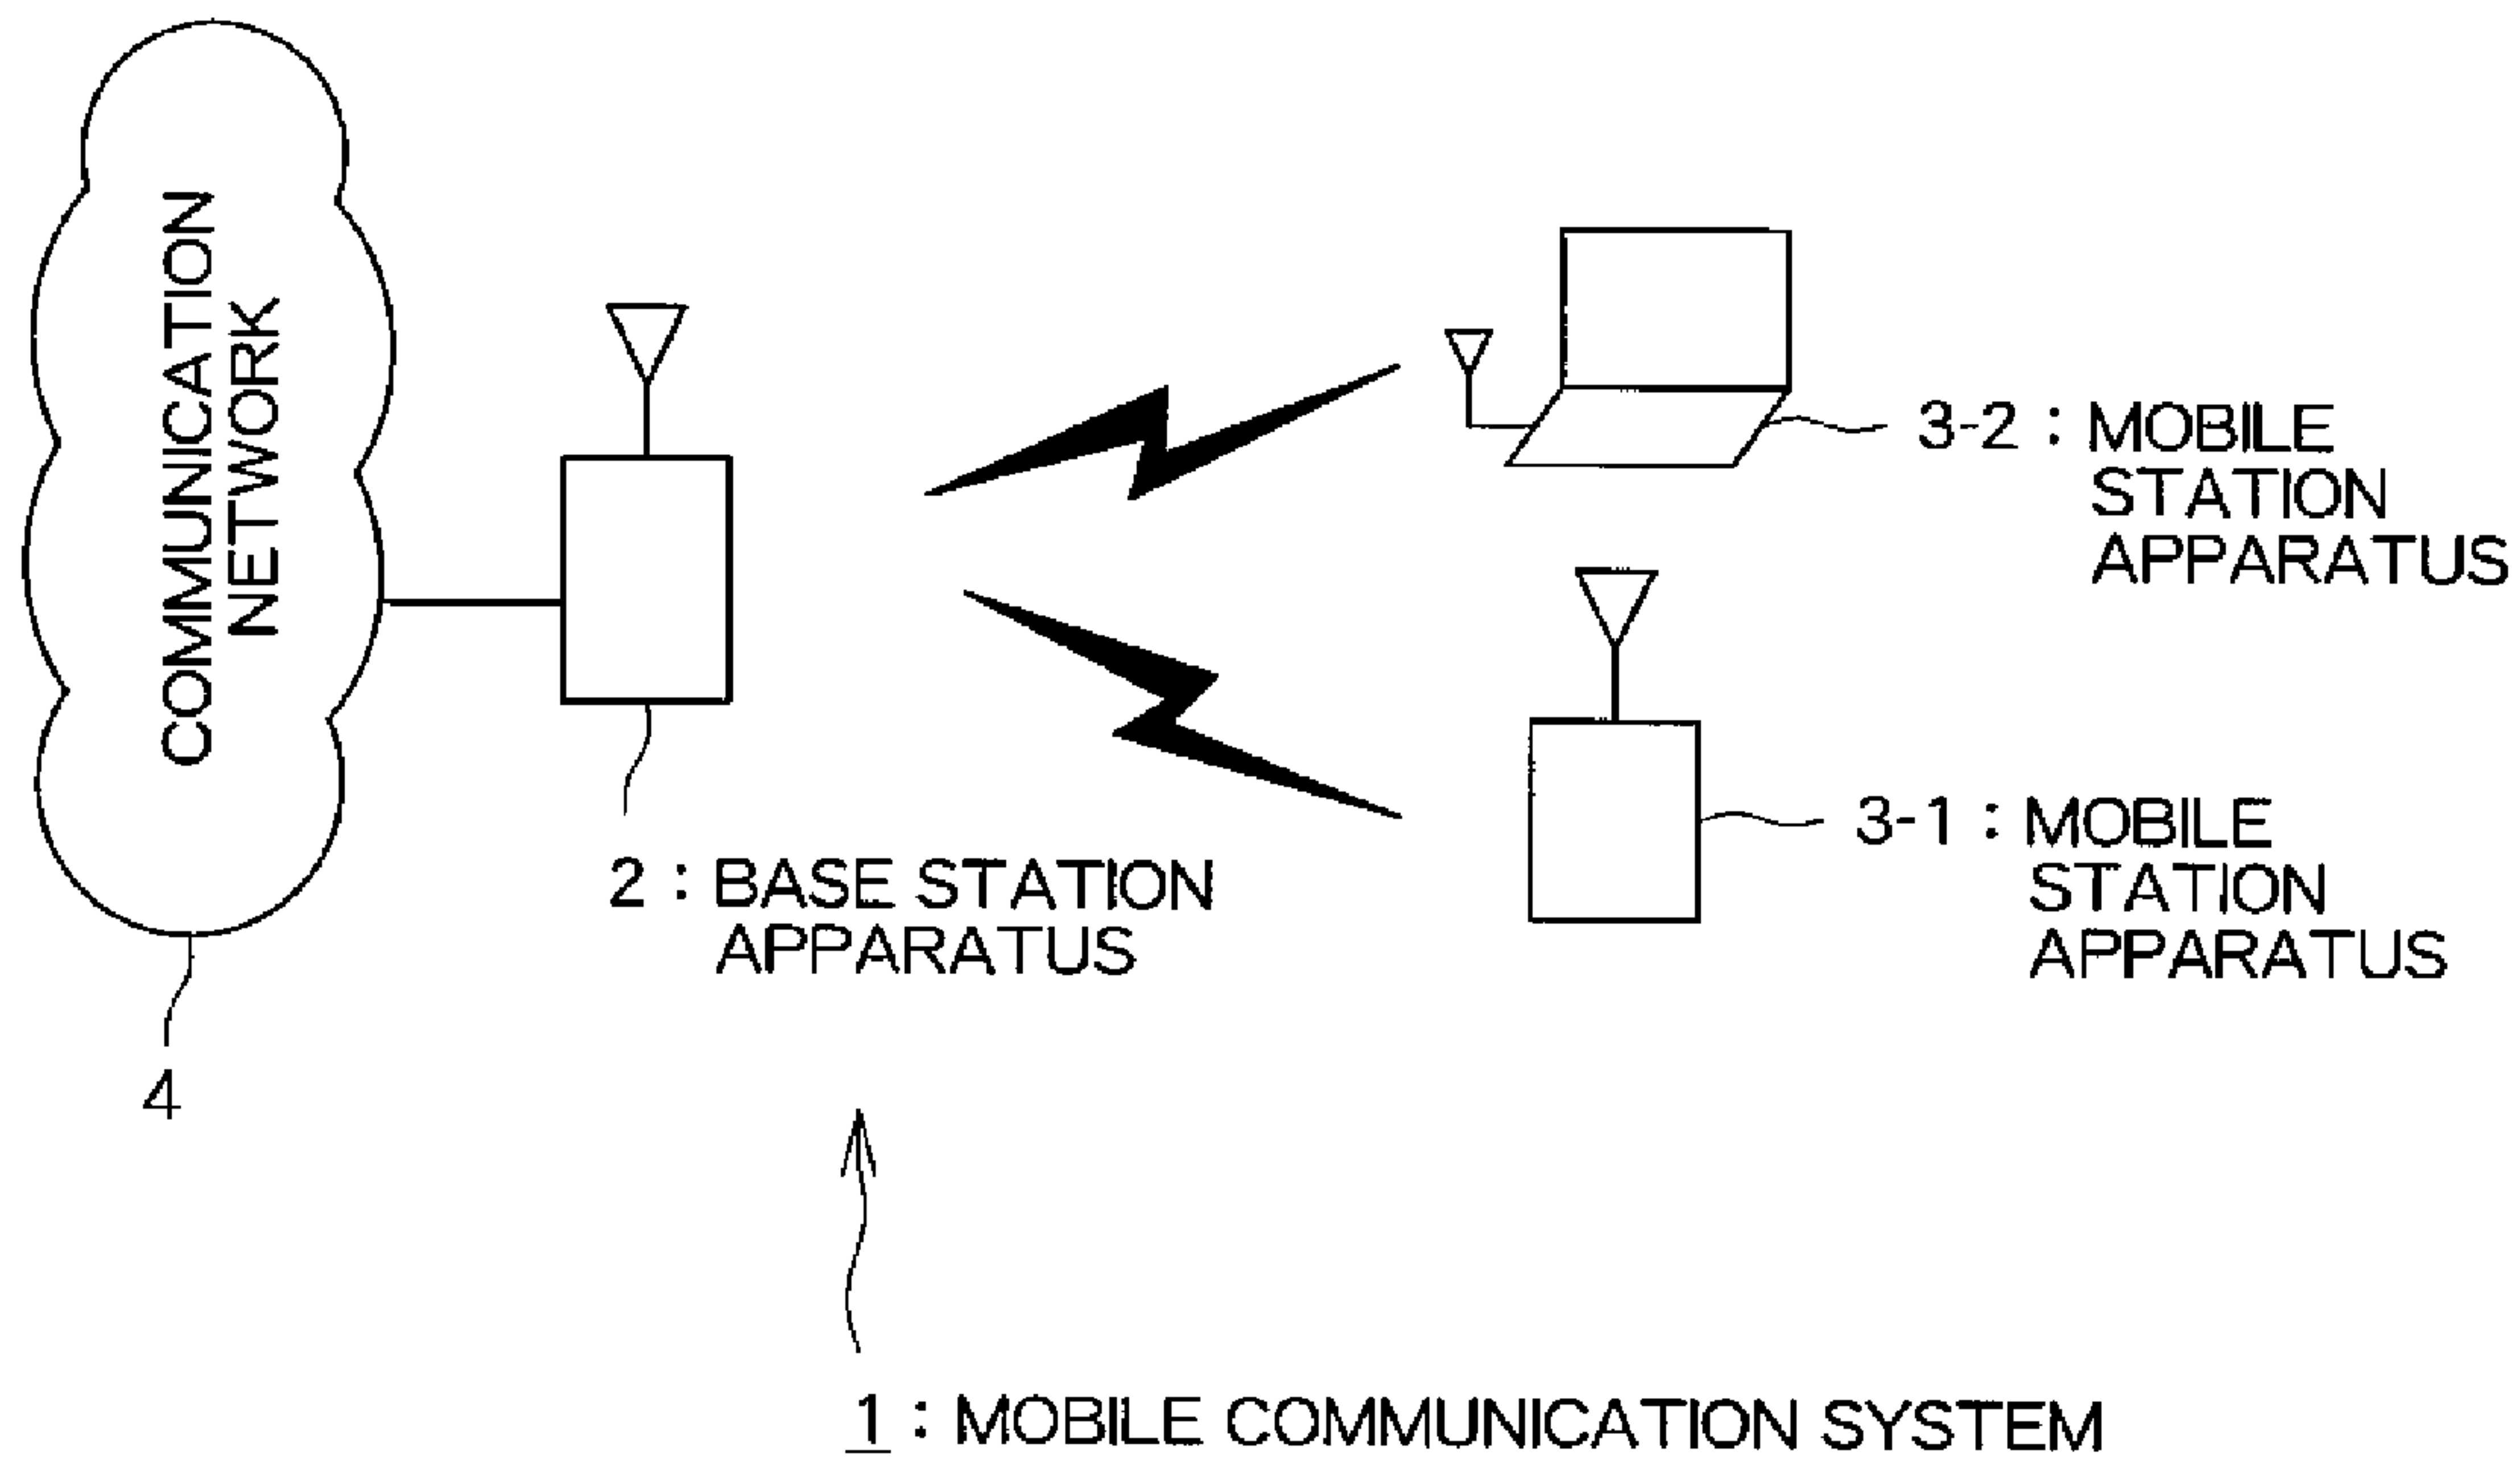 COMMUNICATION
NETWORK
3-2 : MOBILE
STATION
APPARATUS
3-1 : MOBILE
STATION
APPARATUS
2 : BASE STATION
APPARATUS
4
1 : MOBILE COMMUNICATION SYSTEM